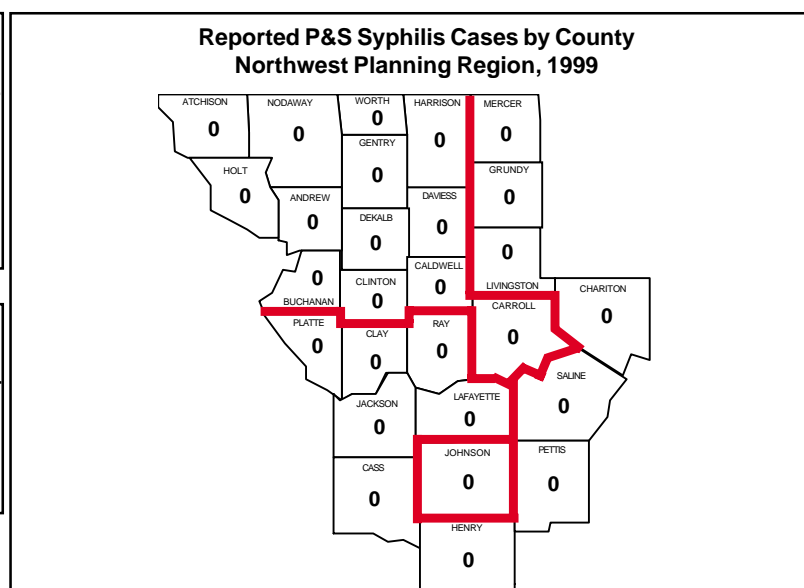 Reported P&S Syphilis Cases by County
Northwest Planning Region, 1999
ATCHISON
0
NODAWAY
0
WORTH
0
HARRISON
0
MERCER
0
GENTRY
0
HOLT
0
GRUNDY
0
ANDREW
0
DEKALB
0
DAVIESS
0
0
LIVINGSTON
0
BUCHANAN
CLINTON
0
CALDWELL
0
CHARITON
0
CARROLL
0
PLATTE
0
CLAY
0
RAY
0
SALINE
0
JACKSON
0
LAFAYETTE
0
JOHNSON
0
PETTIS
0
CASS
0
HENRY
0